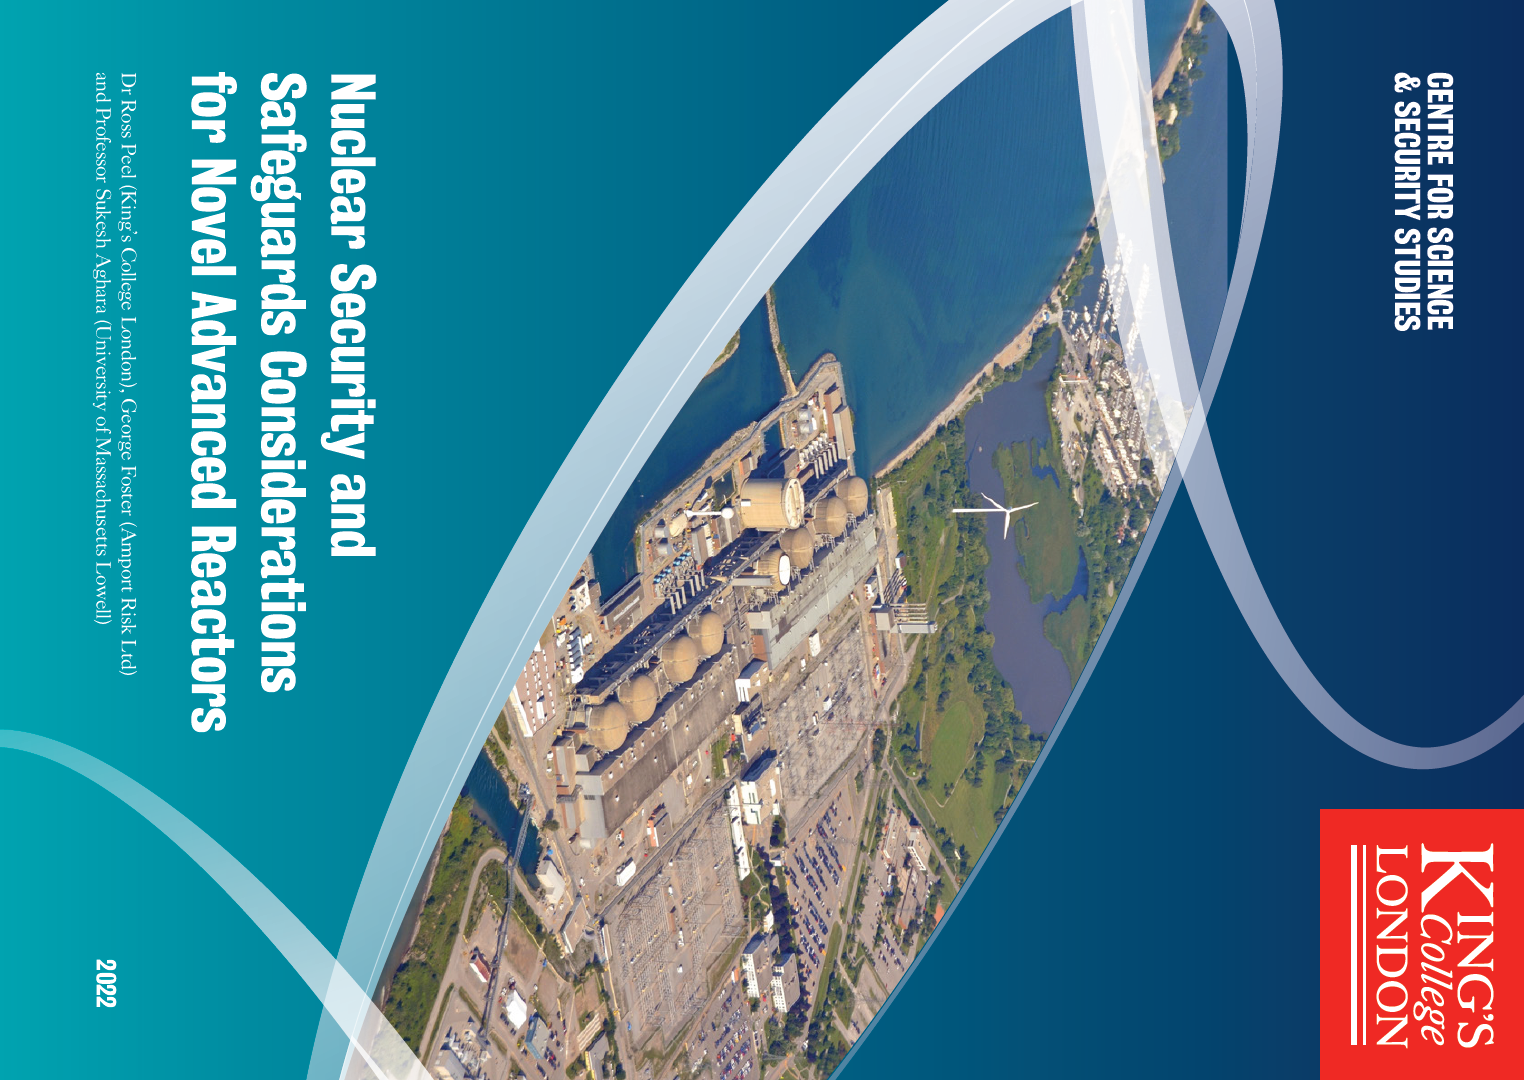 CENTRE FOR SCIENCE
& SECURITY STUDIES
KING'S
College
LONDON
Nuclear Security and
Safeguards Considerations
for Novel Advanced Reactors
Dr Ross Peel (King's College London), George Foster (Amport Risk Ltd)
and Professor Sukesh Aghara (University of Massachusetts Lowell)
2022